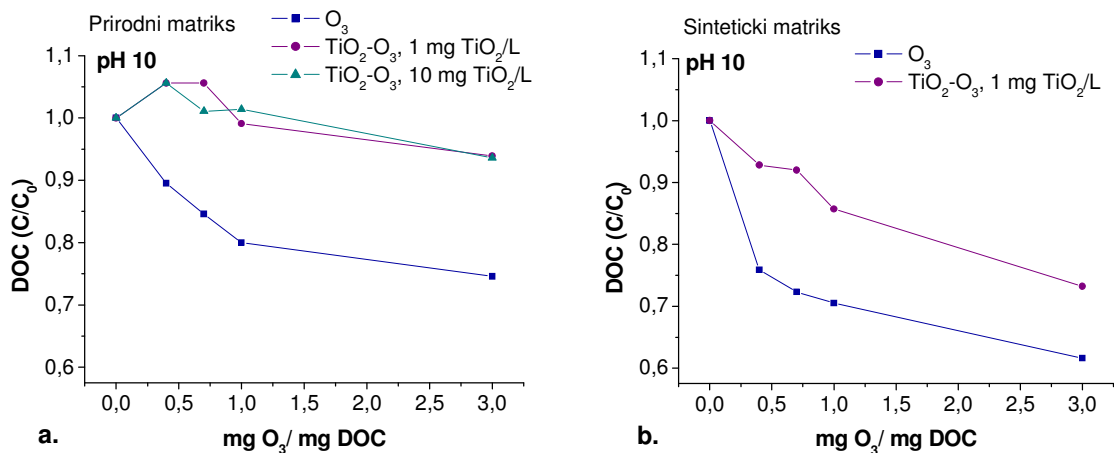 Prirodni matriks
O₃
TiO₂-O₃, 1 mg TiO₂/L
TiO₂-O₃, 10 mg TiO₂/L
pH 10
1,1
1,0
0,9
0,8
0,7
0,6
DOC (C/C₀)
0,0 0,5 1,0 1,5 2,0 2,5 3,0
mg O₃/ mg DOC
a.
Sinteticki matriks
O₃
TiO₂-O₃, 1 mg TiO₂/L
pH 10
1,1
1,0
0,9
0,8
0,7
0,6
DOC (C/C₀)
0,0 0,5 1,0 1,5 2,0 2,5 3,0
mg O₃/ mg DOC
b.